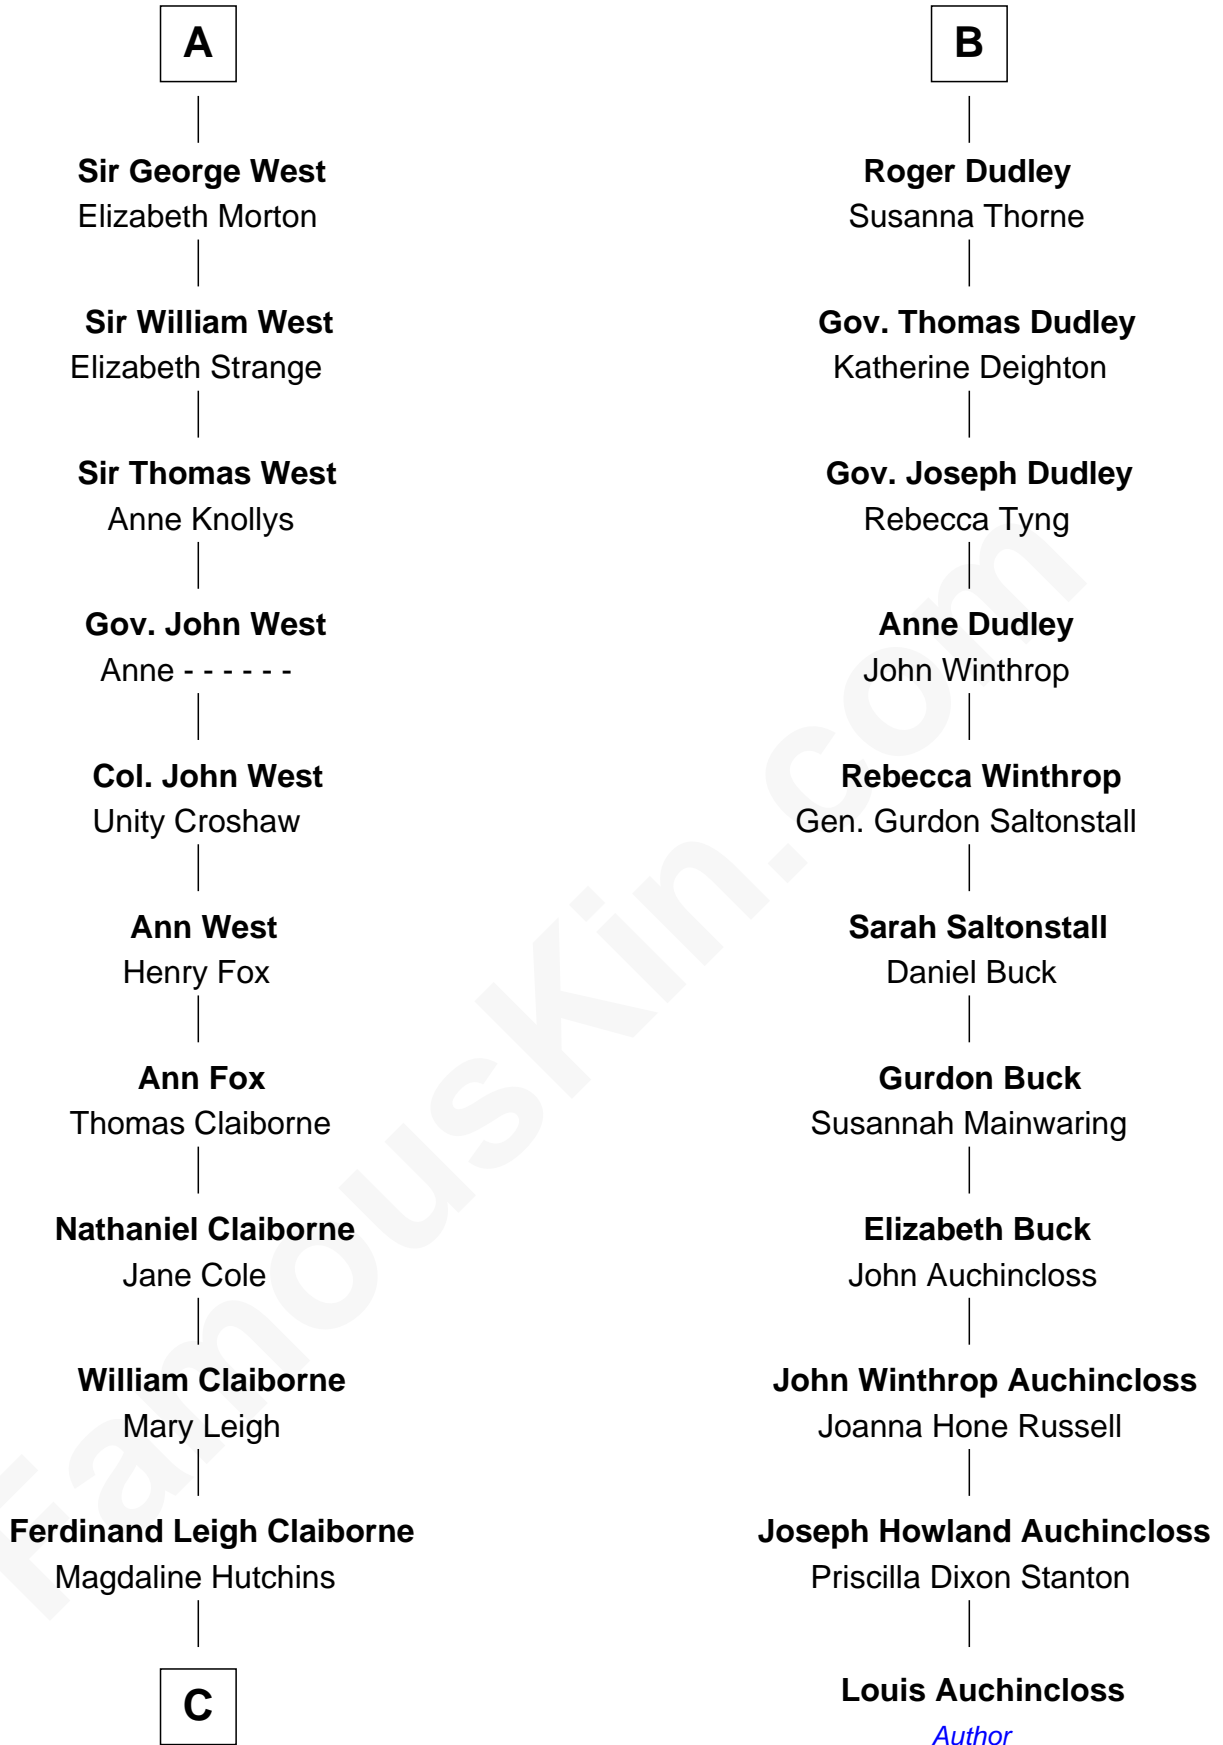 A
Sir George West
Elizabeth Morton
Sir William West
Elizabeth Strange
Sir Thomas West
Anne Knollys
Gov. John West
Anne - - - - - -
Col. John West
Unity Croshaw
Ann West
Henry Fox
Ann Fox
Thomas Claiborne
Nathaniel Claiborne
Jane Cole
William Claiborne
Mary Leigh
Ferdinand Leigh Claiborne
Magdaline Hutchins
C
B
Roger Dudley
Susanna Thorne
Gov. Thomas Dudley
Katherine Deighton
Gov. Joseph Dudley
Rebecca Tyng
Anne Dudley
John Winthrop
Rebecca Winthrop
Gen. Gurdon Saltonstall
Sarah Saltonstall
Daniel Buck
Gurdon Buck
Susannah Mainwaring
Elizabeth Buck
John Auchincloss
John Winthrop Auchincloss
Joanna Hone Russell
Joseph Howland Auchincloss
Priscilla Dixon Stanton
Louis Auchincloss
Author
FamousKin.com